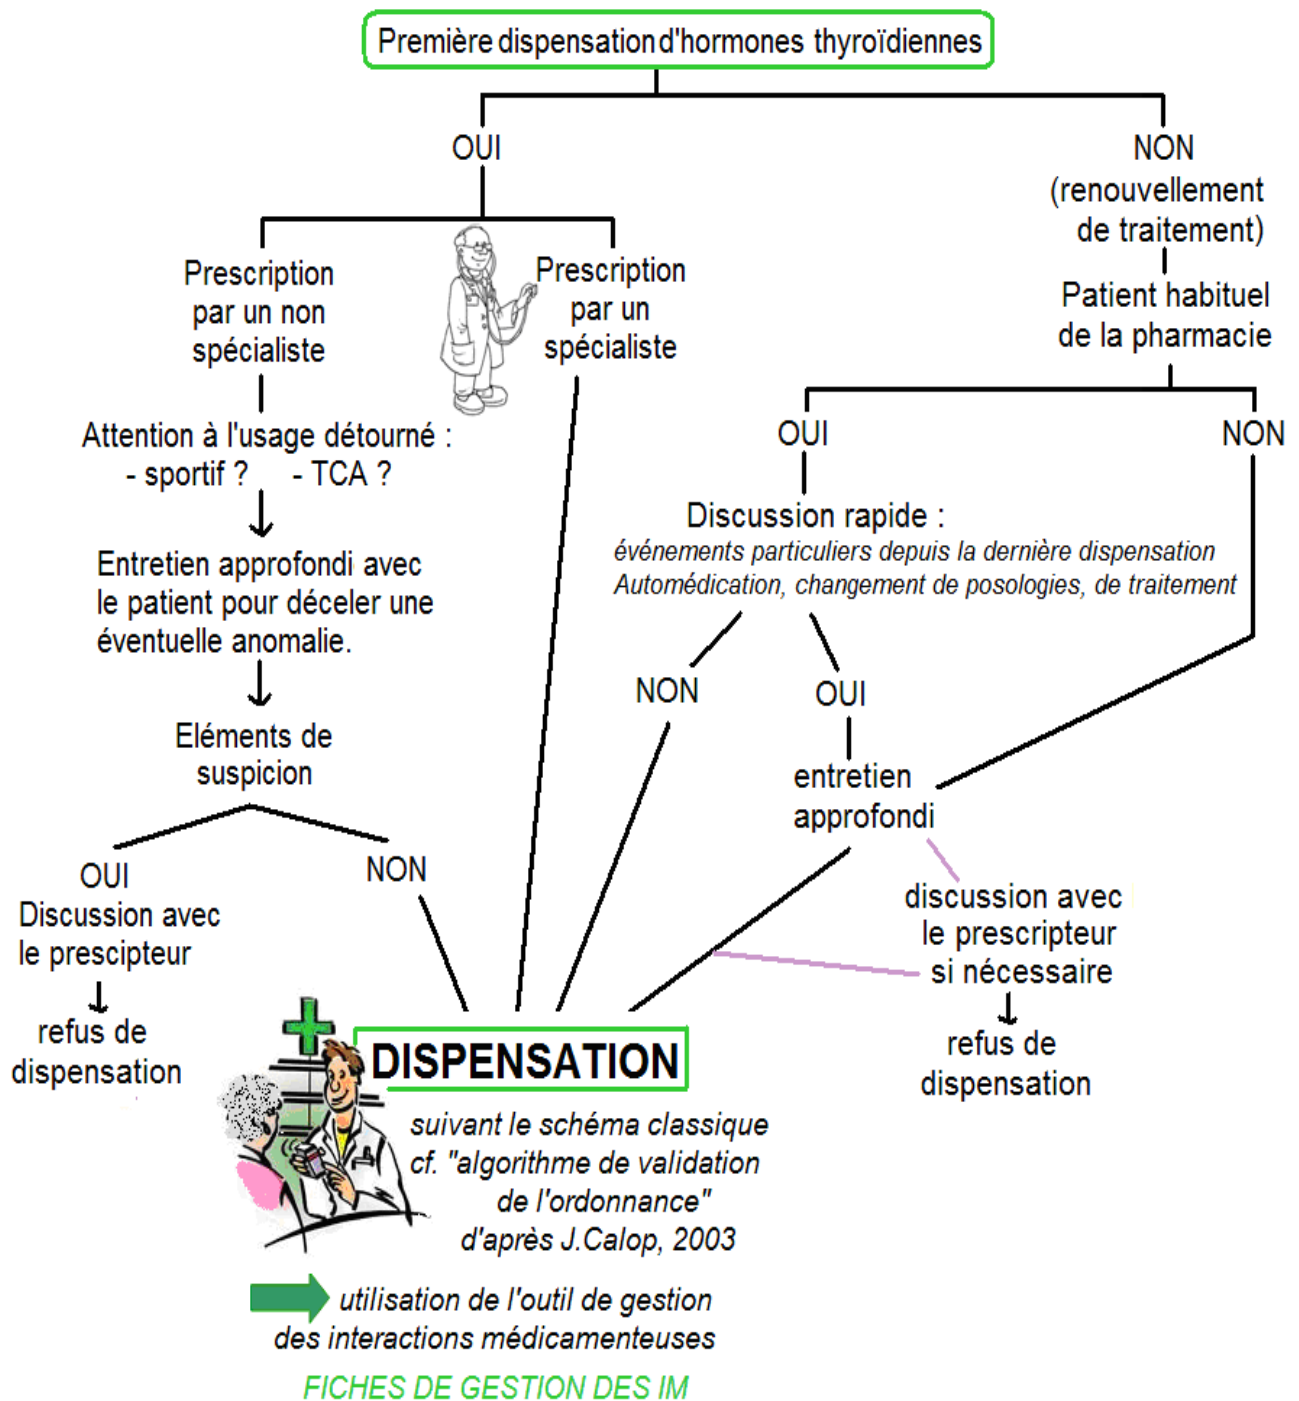 Première dispensation d'hormones thyroïdiennes
OUI
NON
(renouvellement
de traitement)
Prescription
par un non
spécialiste
Prescription
par un
spécialiste
Patient habituel
de la pharmacie
Attention à l'usage détourné :
- sportif ? - TCA ?
OUI
NON
Discussion rapide :
événements particuliers depuis la dernière dispensation
Automédication, changement de posologies, de traitement
Entretien approfondi avec
le patient pour déceler une
éventuelle anomalie.
NON
OUI
Eléments de
suspicion
entretien
approfondi
OUI
Discussion avec
le prescipteur
NON
discussion avec
le prescripteur
si nécessaire
refus de
dispensation
refus de
dispensation
DISPENSATION
suivant le schéma classique
cf. "algorithme de validation
de l'ordonnance"
d'après J.Calop, 2003
utilisation de l'outil de gestion
des interactions médicamenteuses
FICHES DE GESTION DES IM